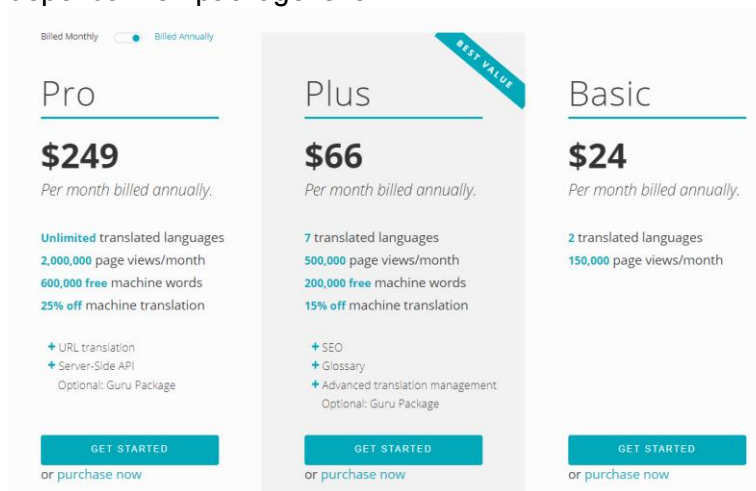 Billed Monthly Billed Annually
Pro
$249
Per month billed annually.
Unlimited translated languages
2,000,000 page views/month
600,000 free machine words
25% off machine translation
+ URL translation
+ Server-Side API
Optional: Guru Package
GET STARTED
or purchase now
BEST VALUE
Plus
$66
Per month billed annually.
7 translated languages
500,000 page views/month
200,000 free machine words
15% off machine translation
+ SEO
+ Glossary
+ Advanced translation management
Optional: Guru Package
GET STARTED
or purchase now
Basic
$24
Per month billed annually.
2 translated languages
150,000 page views/month
GET STARTED
or purchase now